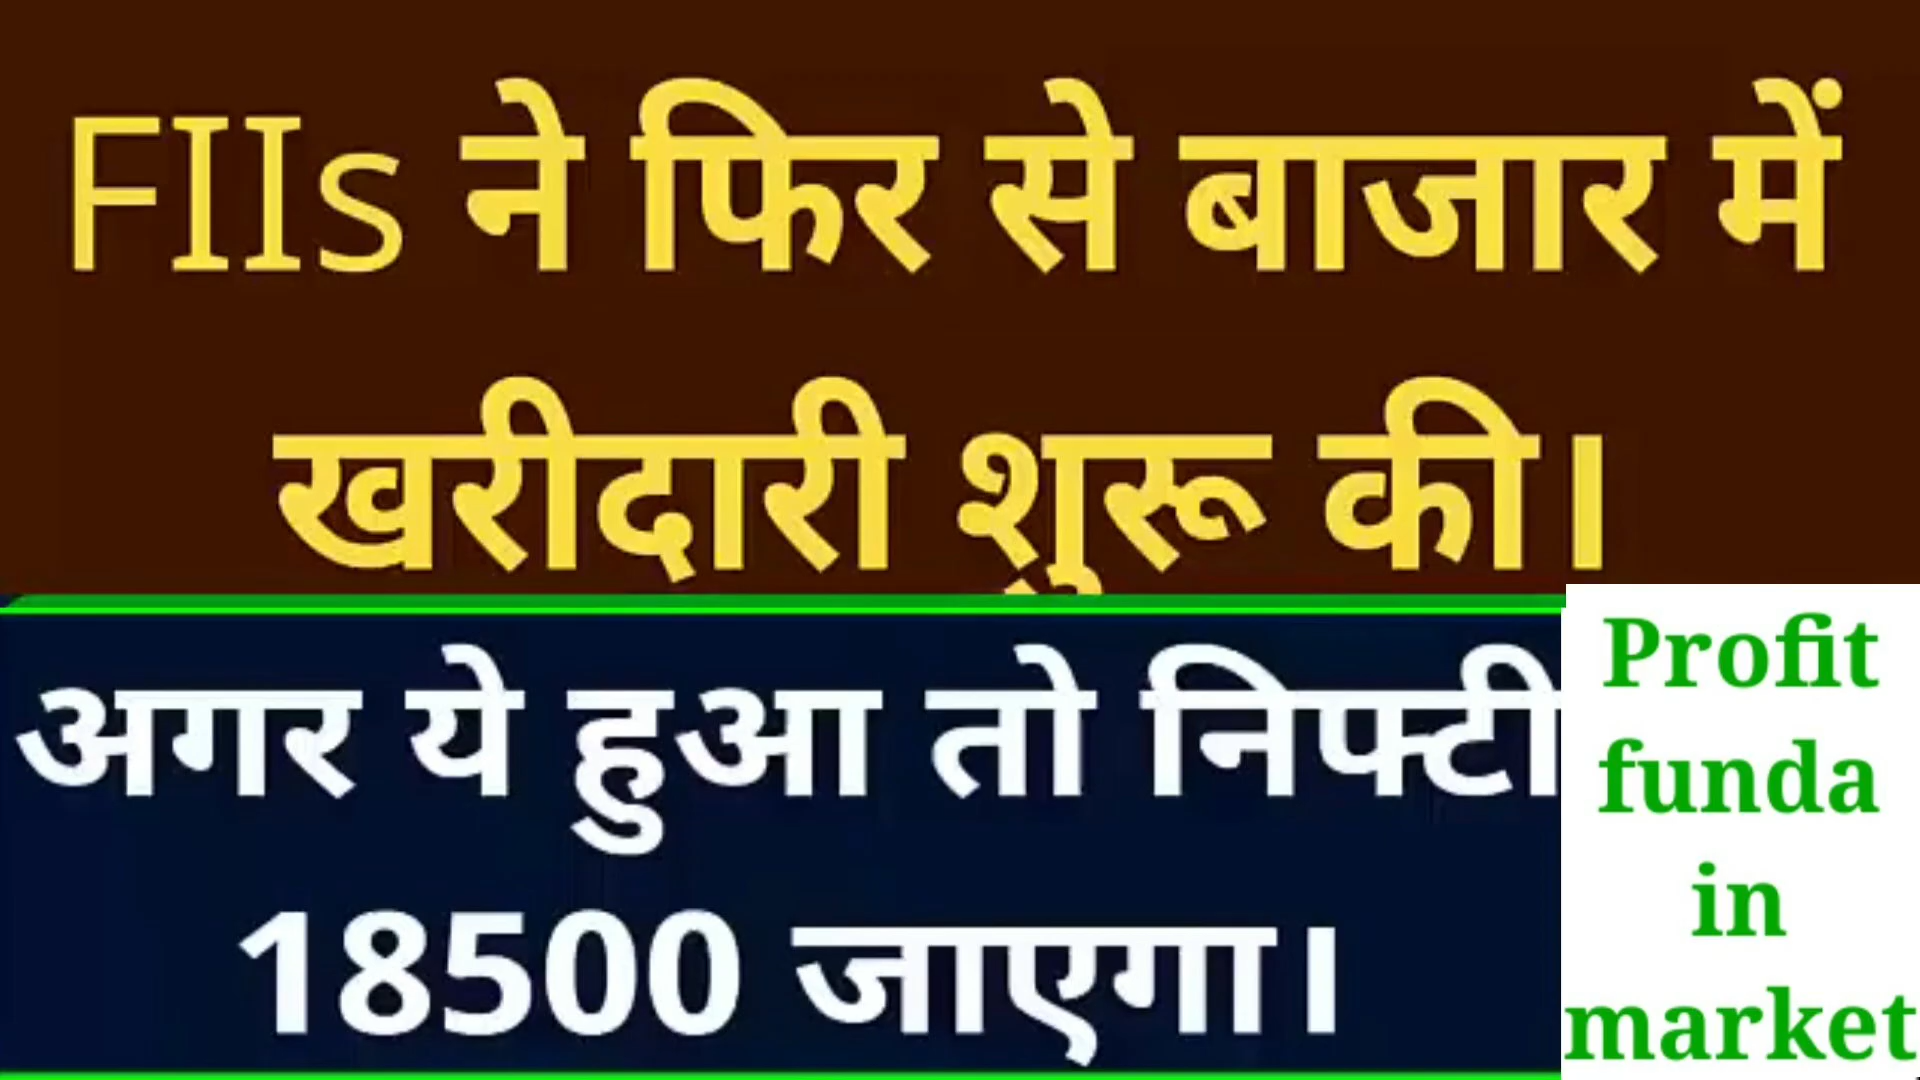 FIIs ने फिर से बाजार में
खरीदारी शुरू की।
अगर ये हुआ तो निफ्टी
18500 जाएगा।
Profit
funda
in
market